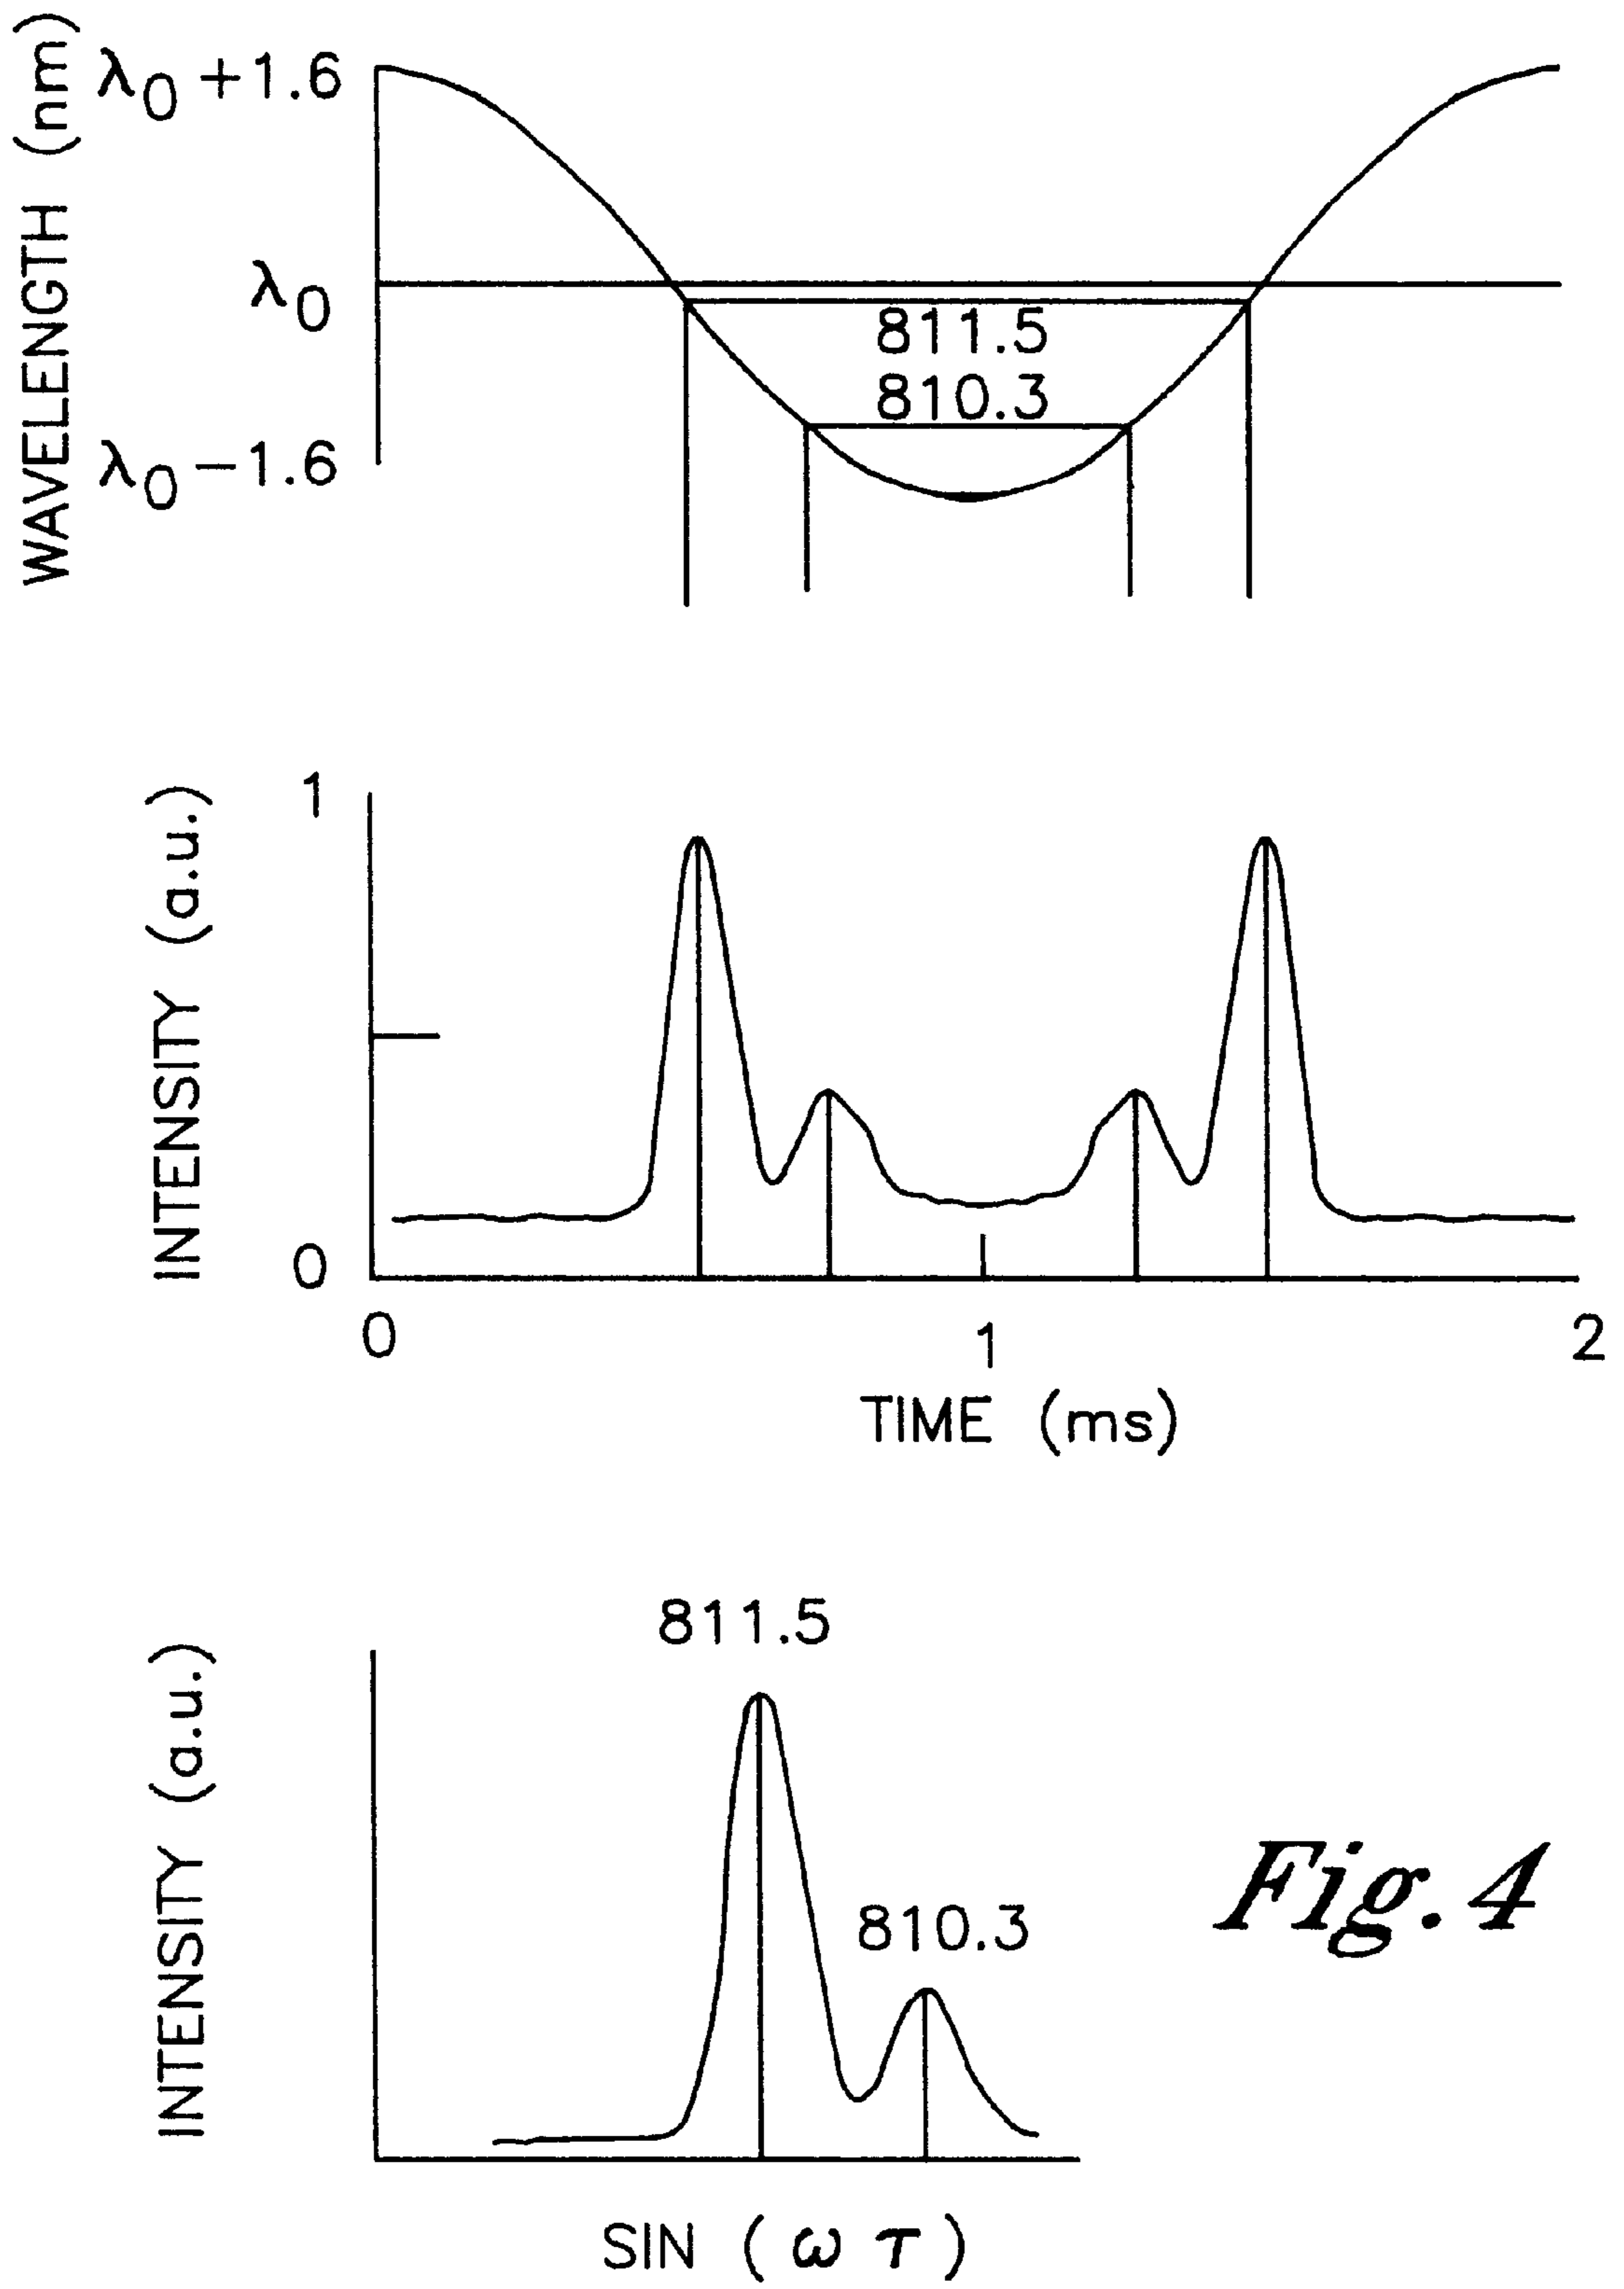 WAVELENGTH (nm)
λ0+1.6
λ0
λ0−1.6
811.5
810.3
INTENSITY (a.u.)
1
0
0 1 2
TIME (ms)
INTENSITY (a.u.)
811.5
810.3
SIN (ω τ)
Fig. 4